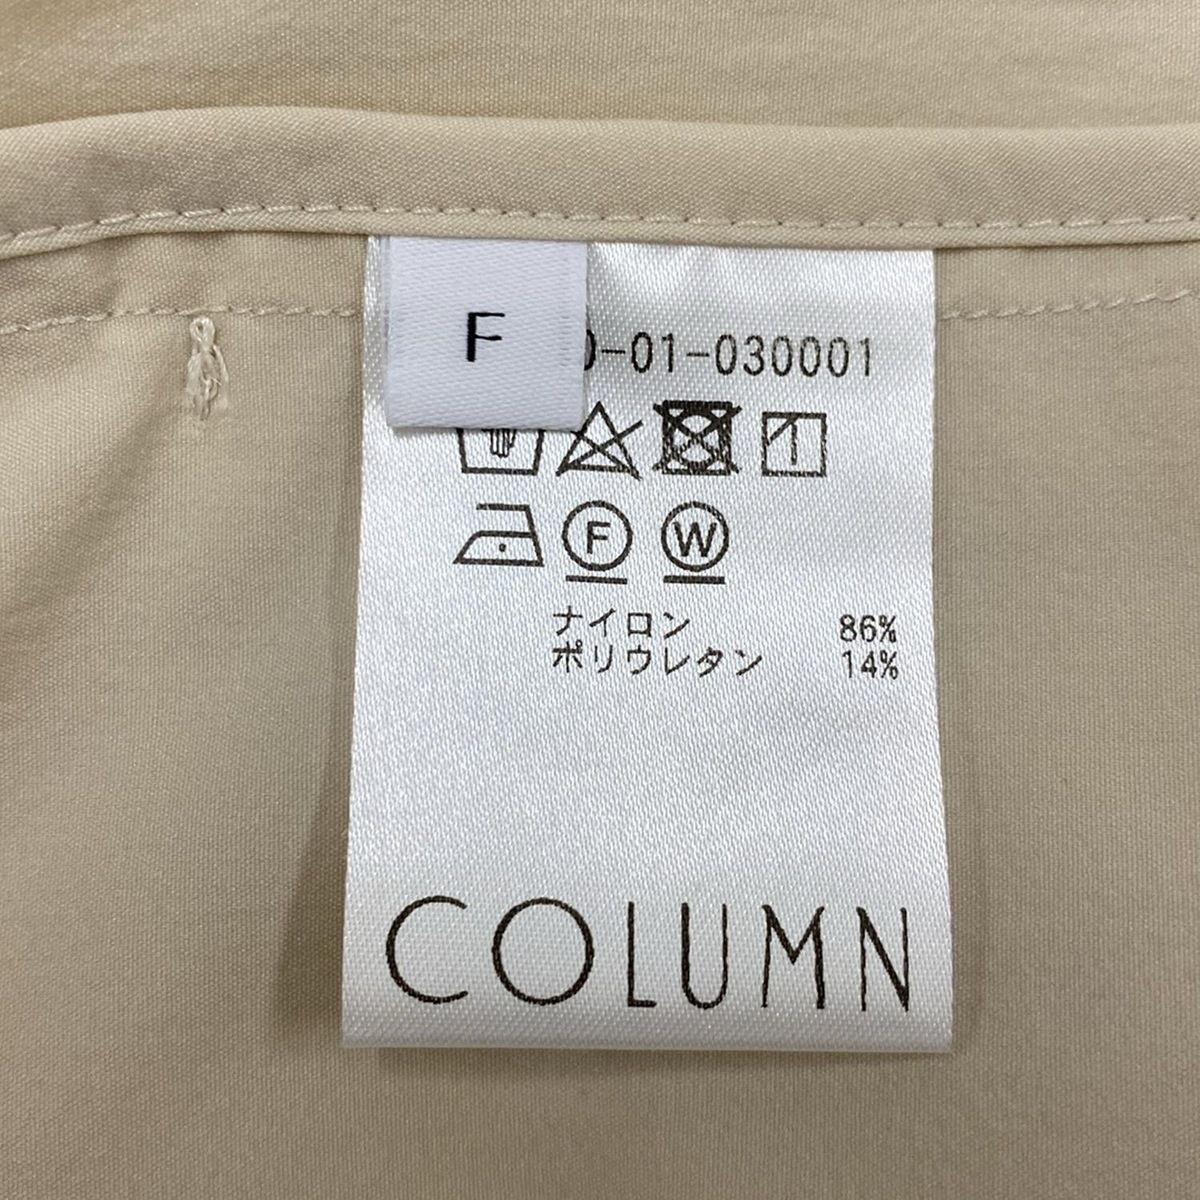 F
0-01-030001
F W
ナイロン 86%
ポリウレタン 14%
COLUMN